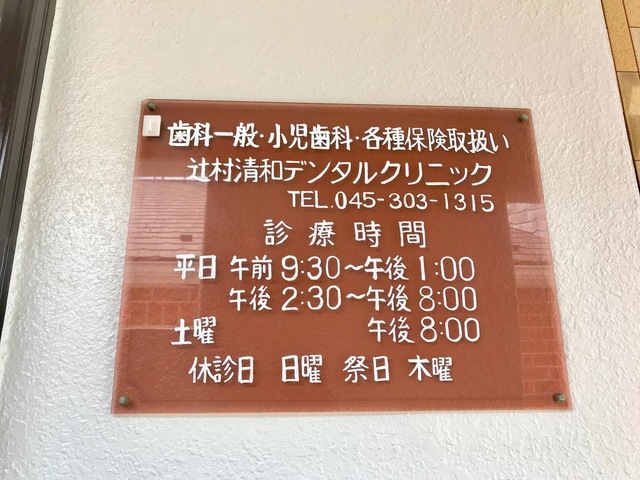 歯科一般・小児歯科・各種保険取扱い
辻村清和デンタルクリニック
TEL.045-303-1315
診療時間
平日 午前 9:30〜午後 1:00
午後 2:30〜午後 8:00
土曜 午後 8:00
休診日 日曜 祭日 木曜